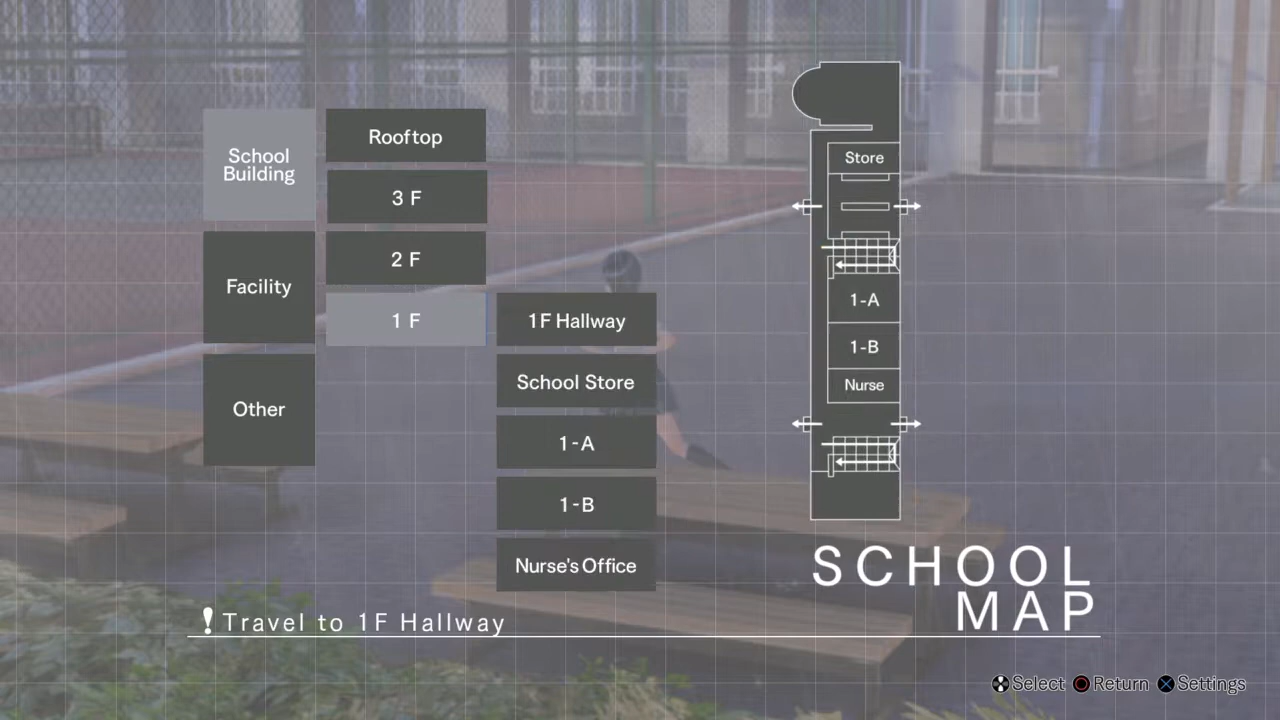 School
Building
Facility
Other
Rooftop
3 F
2 F
1 F
1F Hallway
School Store
1-A
1-B
Nurse's Office
Store
1-A
1-B
Nurse
SCHOOL
MAP
! Travel to 1F Hallway
Select Return Settings